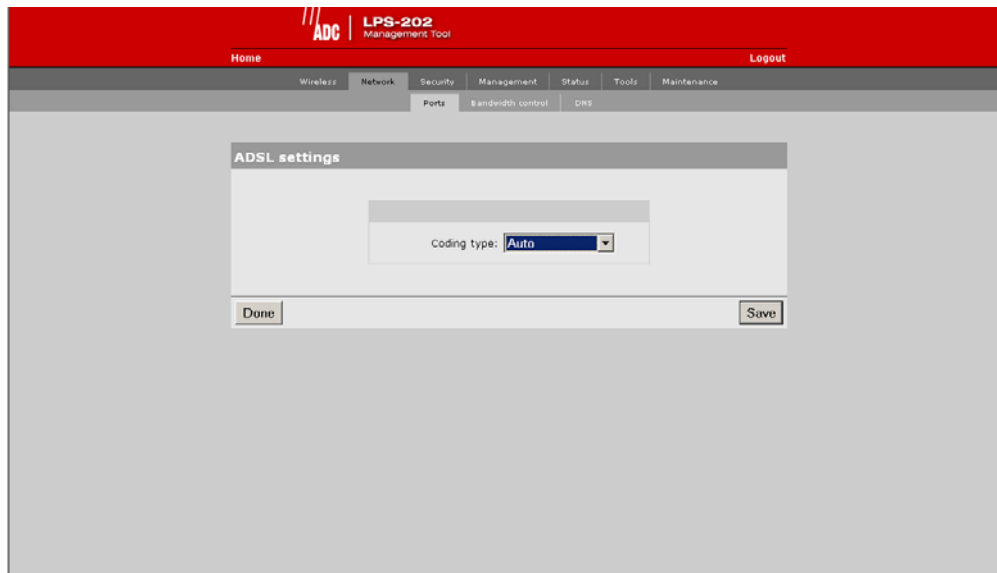 ADC
LPS-202
Management Tool
Home Logout
Wireless Network Security Management Status Tools Maintenance
Ports Bandwidth control DNS
ADSL settings
Coding type: Auto
Done Save